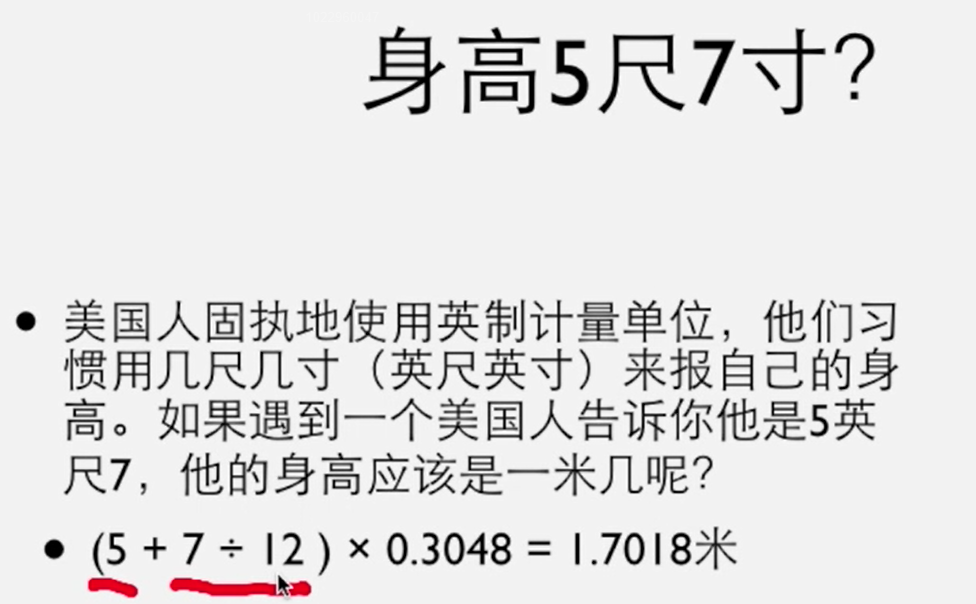 身高5尺7寸?
• 美国人固执地使用英制计量单位，他们习
惯用几尺几寸（英尺英寸）来报自己的身
高。如果遇到一个美国人告诉你他是5英
尺7，他的身高应该是一米几呢?
• (5 + 7 ÷ 12 ) × 0.3048 = 1.7018米